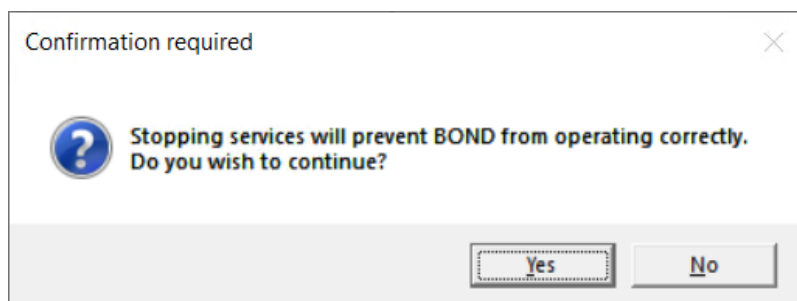 Confirmation required
Stopping services will prevent BOND from operating correctly.
Do you wish to continue?
Yes
No